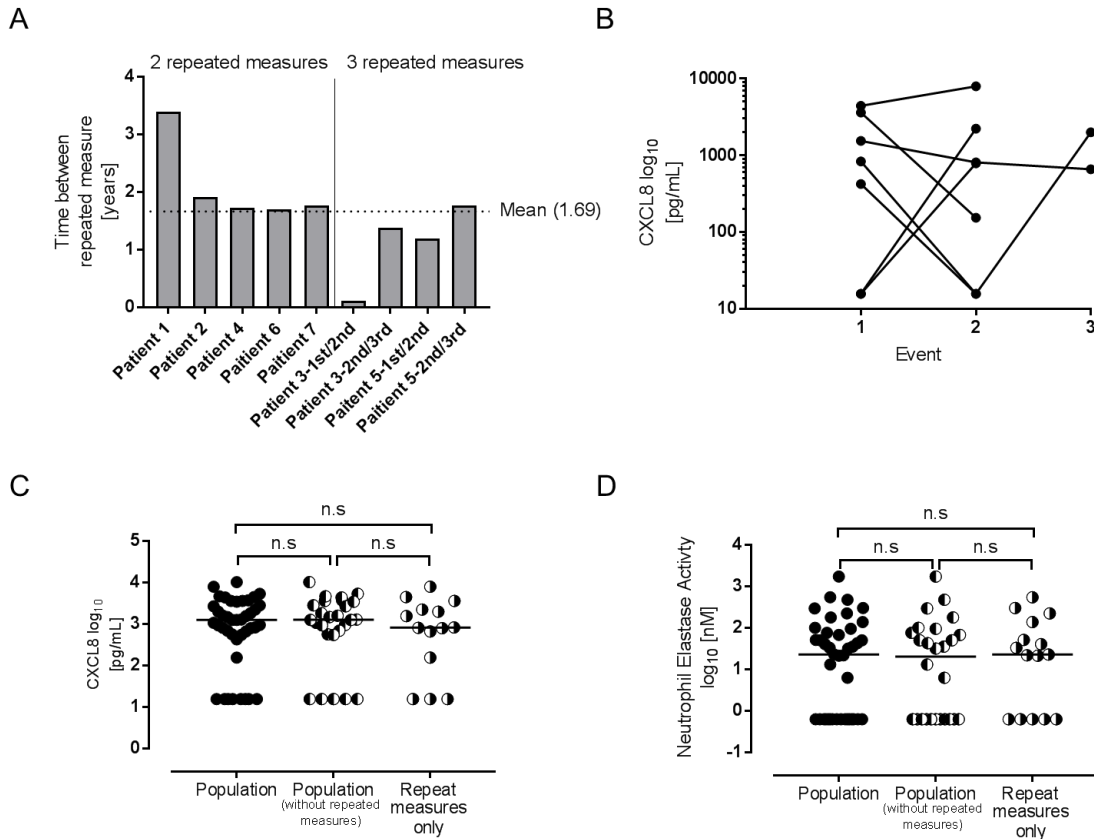 A
2 repeated measures
3 repeated measures
Time between
repeated measure
[years]
4
3
2
1
0
Mean (1.69)
Patient 1
Patient 2
Patient 4
Patient 6
Paitient 7
Patient 3-1st/2nd
Patient 3-2nd/3rd
Paitent 5-1st/2nd
Paitient 5-2nd/3rd
B
CXCL8 log10
[pg/mL]
10000
1000
100
10
1
2
3
Event
C
n.s
n.s
n.s
CXCL8 log10
[pg/mL]
5
4
3
2
1
0
Population
Population
(without repeated
measures)
Repeat
measures
only
D
n.s
n.s
n.s
Neutrophil Elastase Activty
log10 [nM]
4
3
2
1
0
-1
Population
Population
(without repeated
measures)
Repeat
measures
only